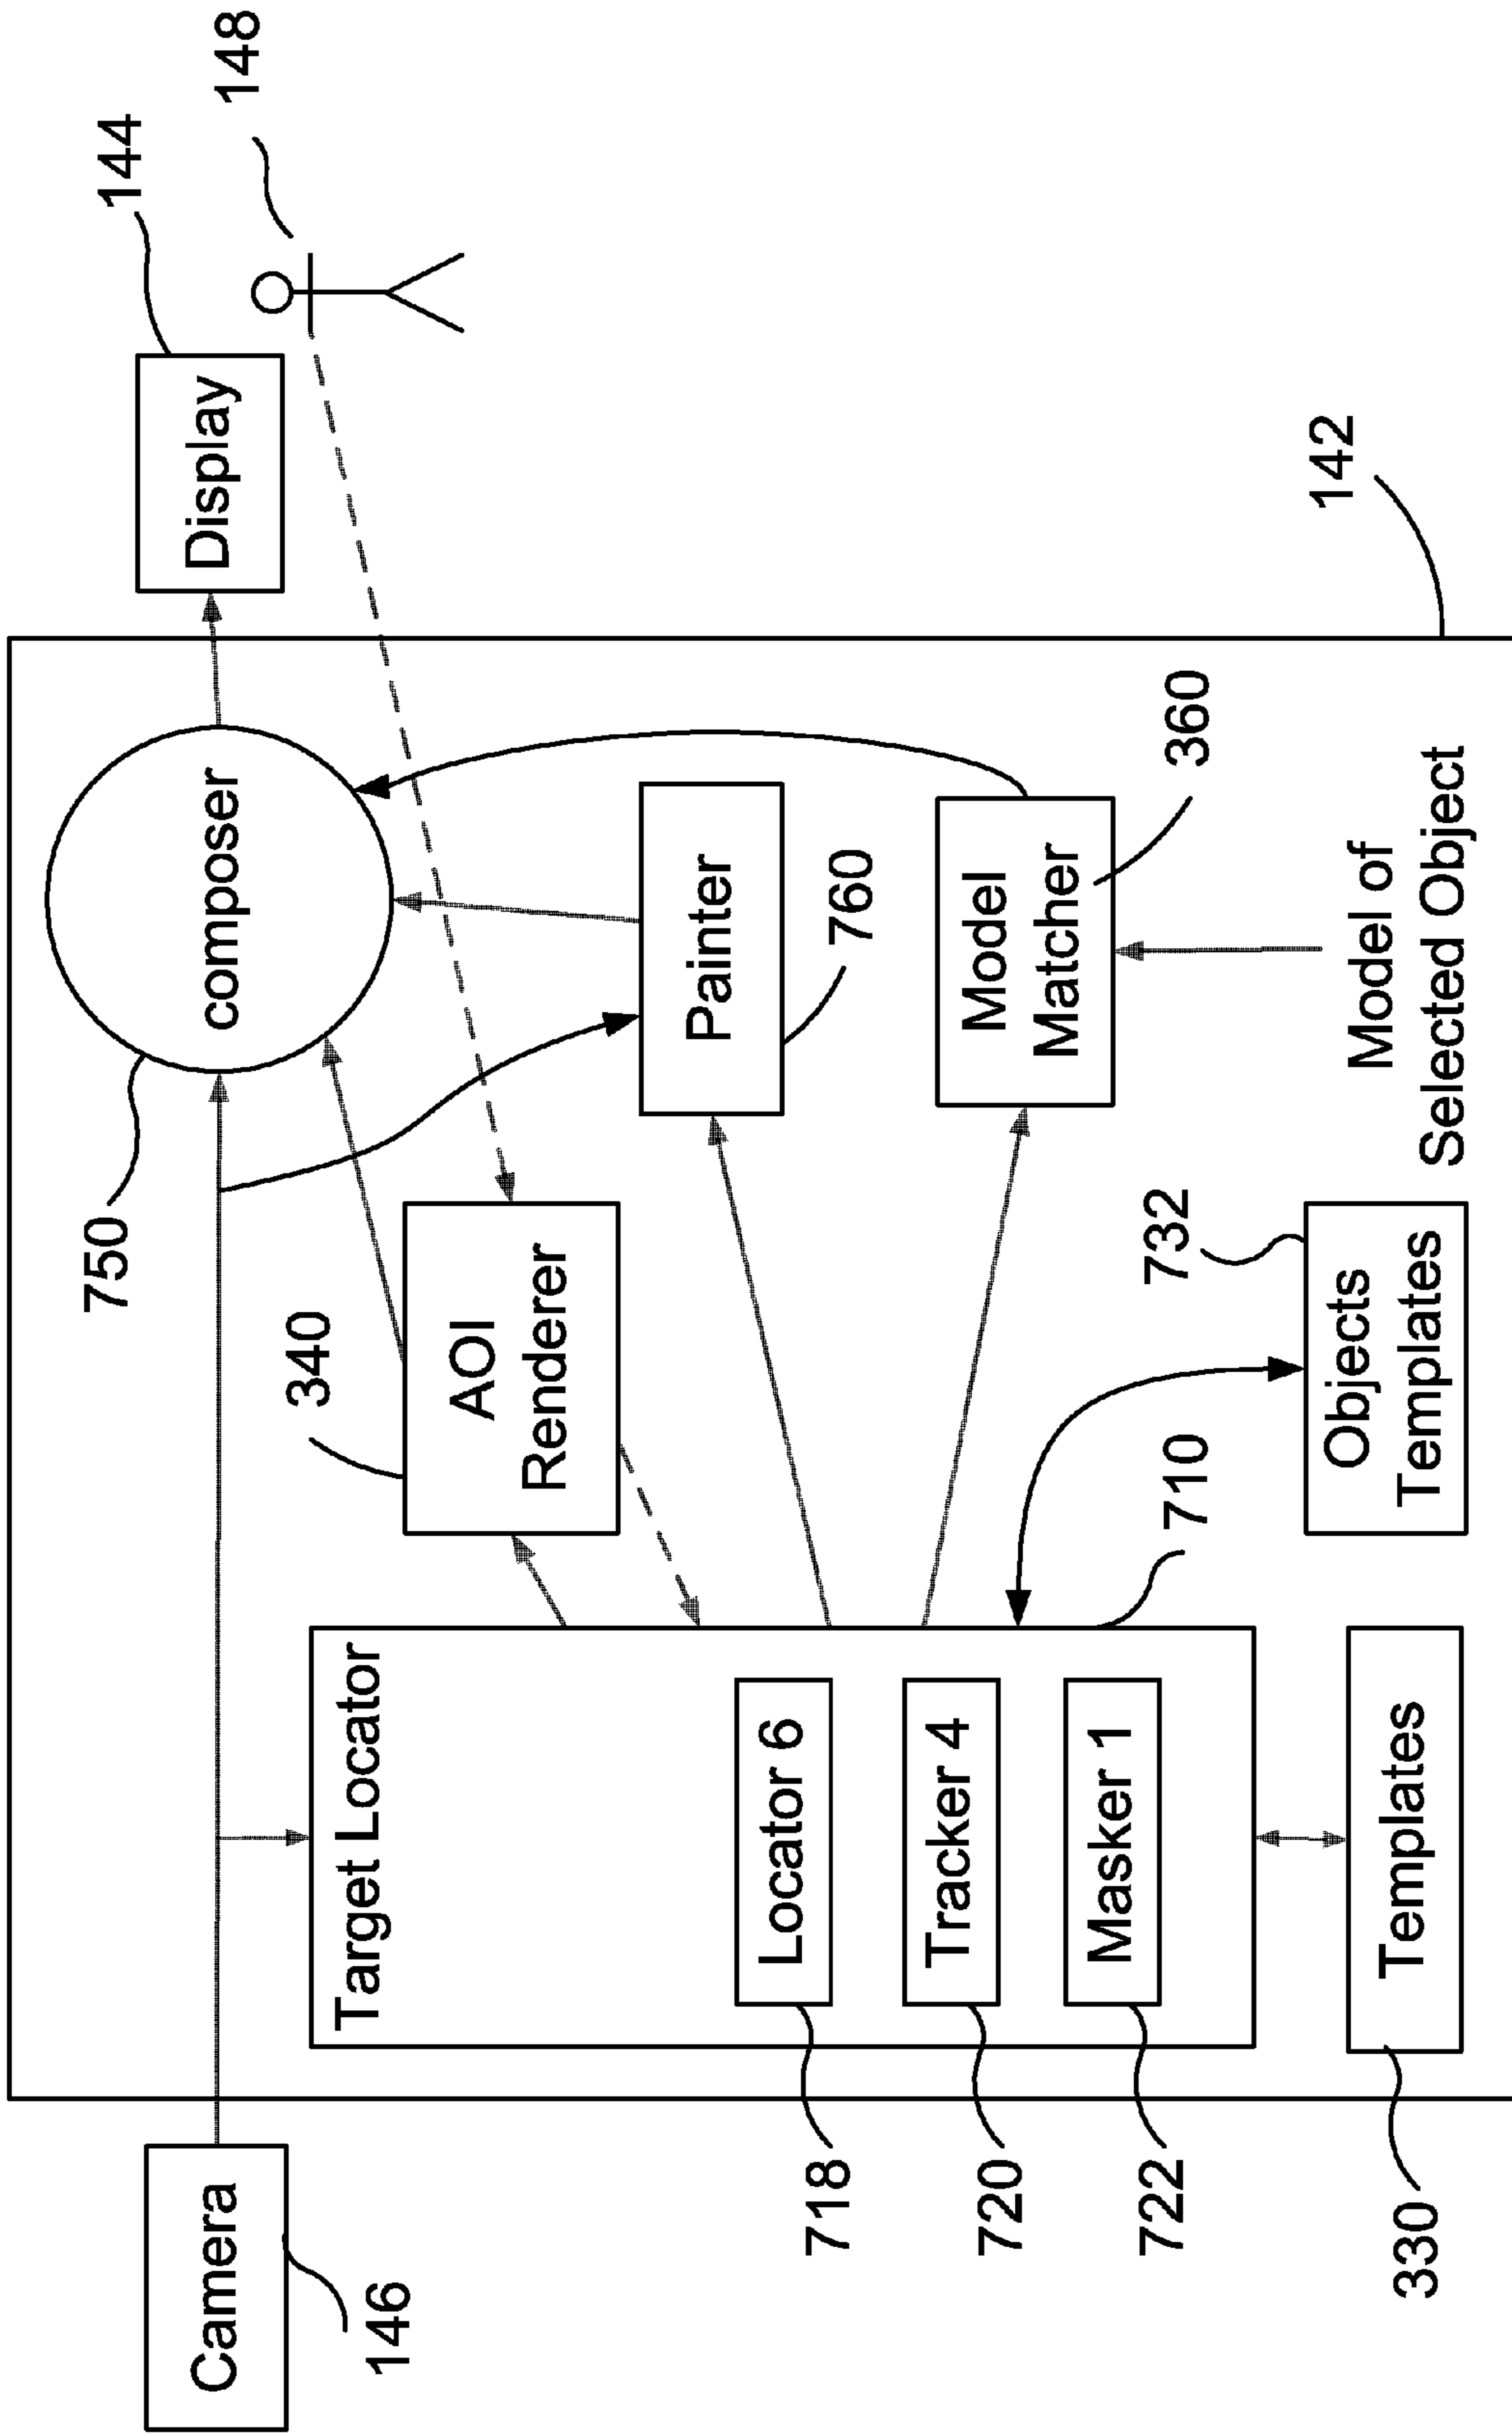 Camera
146
Target Locator
Locator 6
718
Tracker 4
720
Masker 1
722
Templates
330
710
Objects
Templates
732
AOI
Renderer
340
750
composer
Painter
760
Model
Matcher
360
Model of
Selected Object
Display
144
148
142